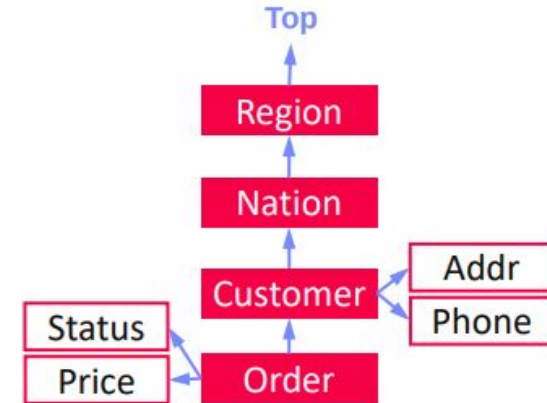 Top
Region
Nation
Customer
Addr
Phone
Status
Price
Order